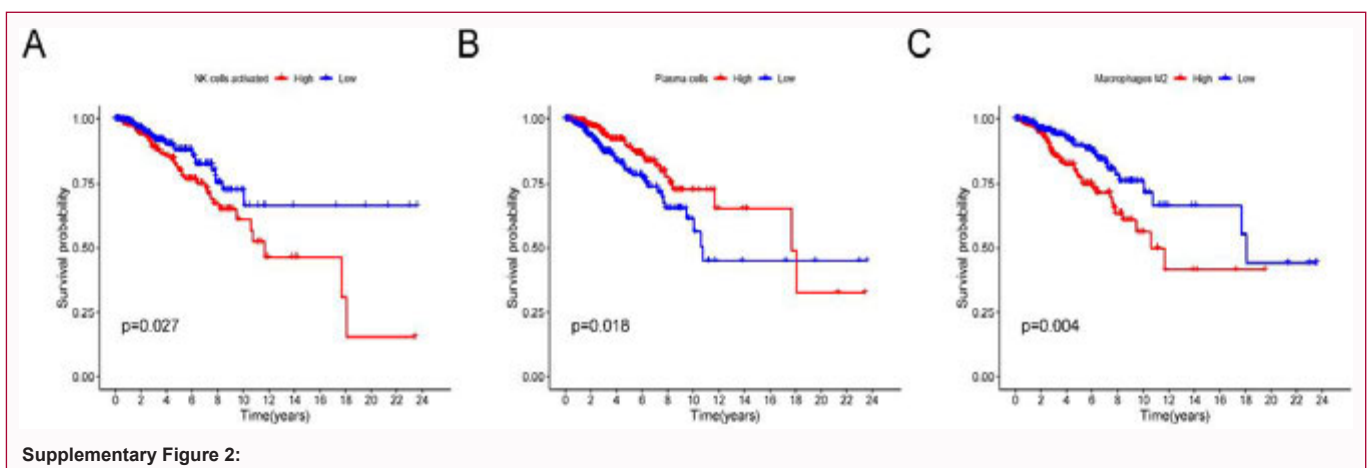 A
B
C
NK cells activated High Low
Plasma cells High Low
Macrophages M2 High Low
1.00
0.75
0.50
0.25
0.00
Survival probability
p=0.027
0 2 4 6 8 10 12 14 16 18 20 22 24
Time(years)
1.00
0.75
0.50
0.25
0.00
Survival probability
p=0.018
0 2 4 6 8 10 12 14 16 18 20 22 24
Time(years)
1.00
0.75
0.50
0.25
0.00
Survival probability
p=0.004
0 2 4 6 8 10 12 14 16 18 20 22 24
Time(years)
Supplementary Figure 2: